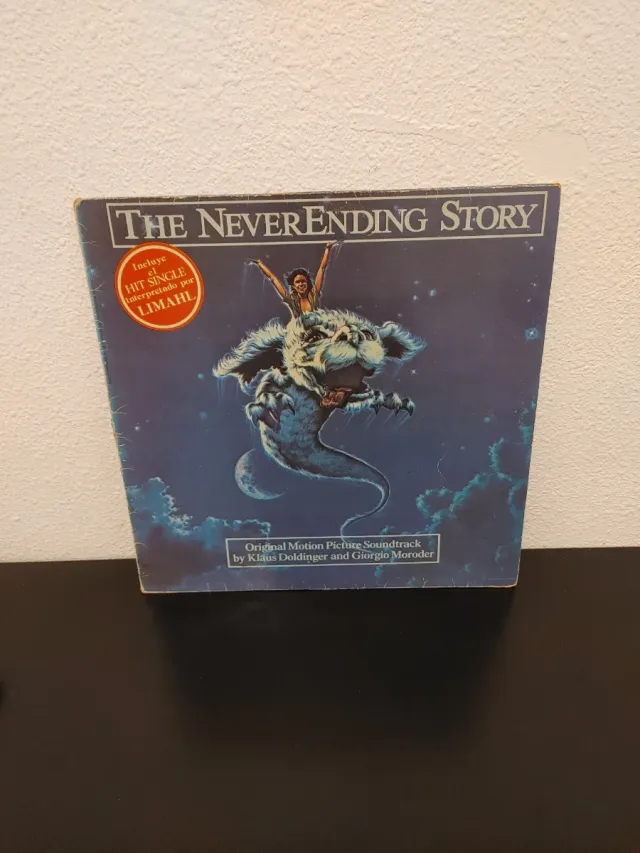 THE NEVERENDING STORY
Incluye
el
HIT SINGLE
interpretado por
LIMAHL
Original Motion Picture Soundtrack
by Klaus Doldinger and Giorgio Moroder